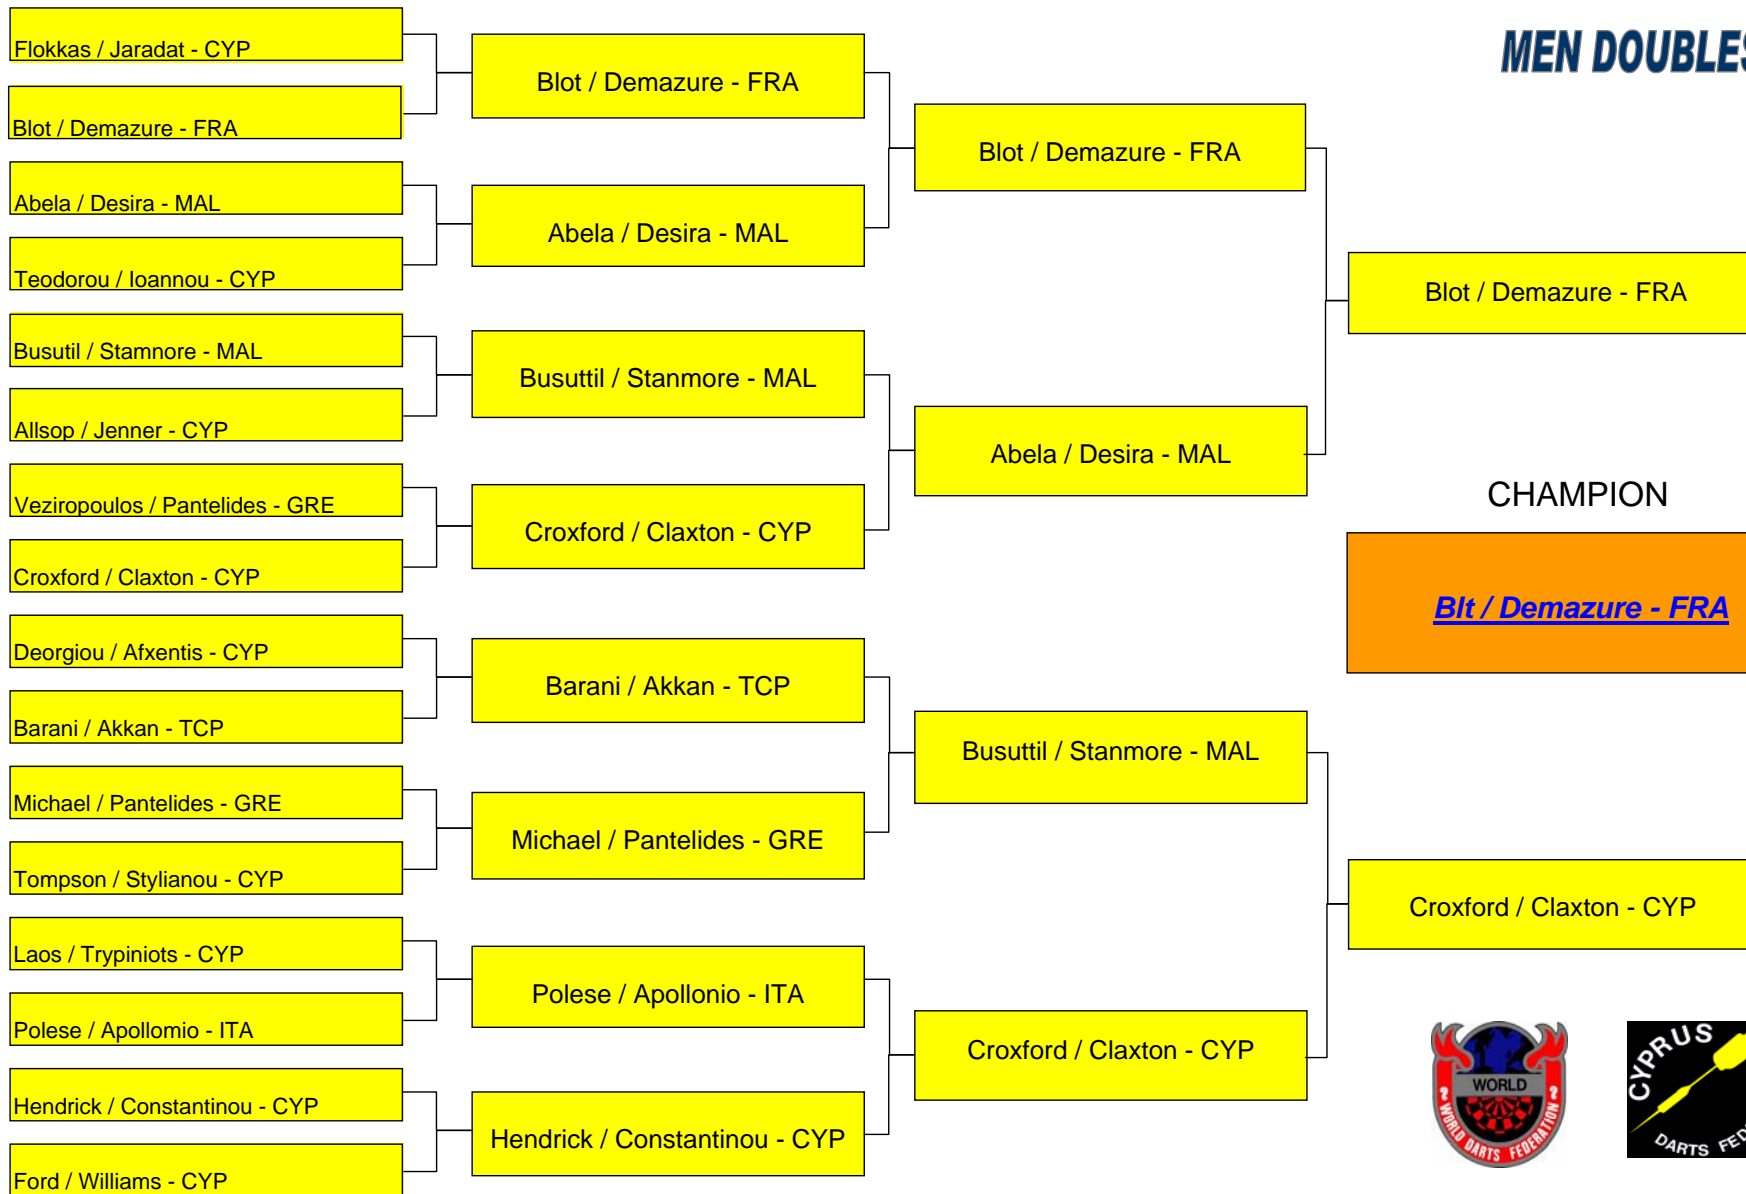 MEN DOUBLES
Flokkas / Jaradat - CYP
Blot / Demazure - FRA
Abela / Desira - MAL
Teodorou / Ioannou - CYP
Busutil / Stamnore - MAL
Allsop / Jenner - CYP
Veziropoulos / Pantelides - GRE
Croxford / Claxton - CYP
Deorgiou / Afxentis - CYP
Barani / Akkan - TCP
Michael / Pantelides - GRE
Tompson / Stylianou - CYP
Laos / Trypiniots - CYP
Polese / Apollomio - ITA
Hendrick / Constantinou - CYP
Ford / Williams - CYP
Blot / Demazure - FRA
Abela / Desira - MAL
Busuttil / Stanmore - MAL
Croxford / Claxton - CYP
Barani / Akkan - TCP
Michael / Pantelides - GRE
Polese / Apollonio - ITA
Hendrick / Constantinou - CYP
Blot / Demazure - FRA
Abela / Desira - MAL
Busuttil / Stanmore - MAL
Croxford / Claxton - CYP
Blot / Demazure - FRA
Croxford / Claxton - CYP
CHAMPION
Blt / Demazure - FRA
WORLD
WORLD DARTS FEDERATION
CYPRUS
DARTS FED